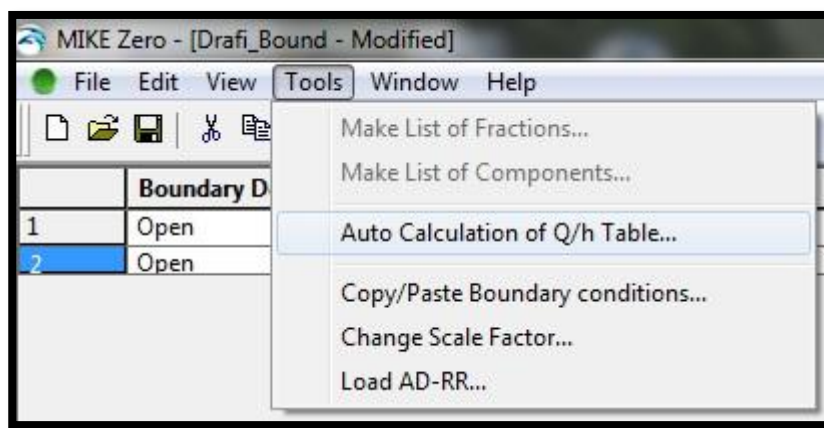 MIKE Zero - [Drafi_Bound - Modified]
File Edit View Tools Window Help
Make List of Fractions...
Make List of Components...
Boundary D
1 Open
Auto Calculation of Q/h Table...
2 Open
Copy/Paste Boundary conditions...
Change Scale Factor...
Load AD-RR...